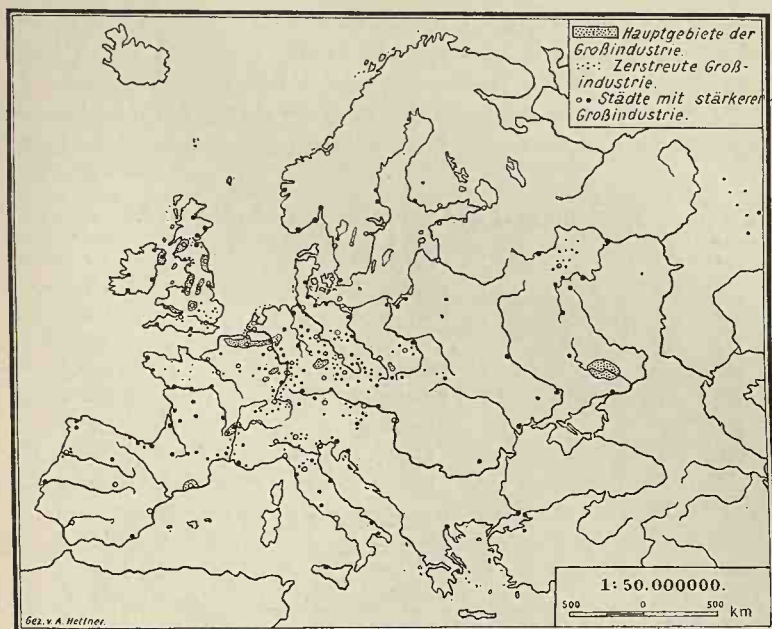 Hauptgebiete der
Großindustrie.
Zerstreute Groß-
industrie.
Städte mit stärkerer
Großindustrie.
1:50.000000.
500 0 500 km
Gez. v. A. Hettner.